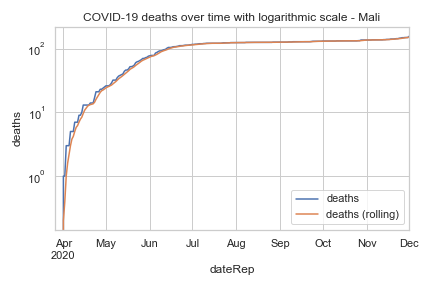 COVID-19 deaths over time with logarithmic scale - Mali
deaths
10²
10¹
10⁰
deaths
deaths (rolling)
Apr May Jun Jul Aug Sep Oct Nov Dec
2020
dateRep